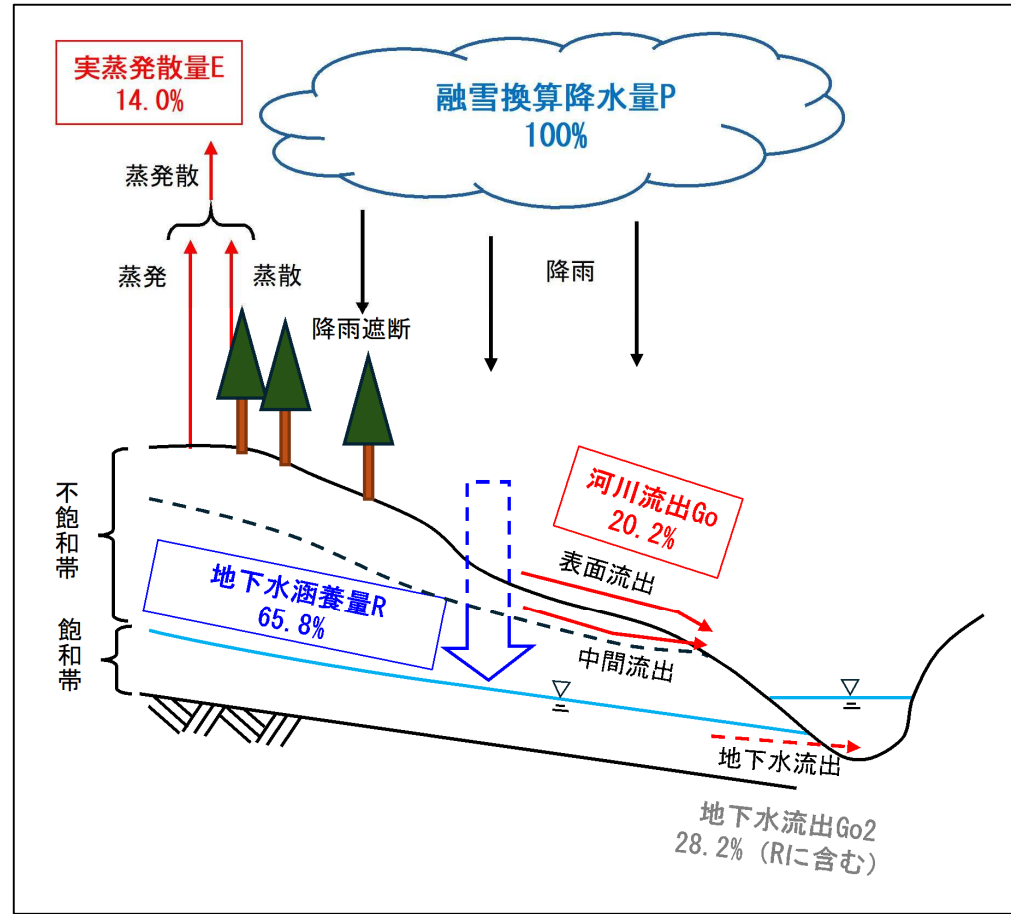 実蒸発散量E
14.0%
融雪換算降水量P
100%
蒸発散
蒸発
蒸散
降雨遮断
降雨
不飽和帯
飽和帯
地下水涵養量R
65.8%
河川流出Go
20.2%
表面流出
中間流出
地下水流出
地下水流出Go2
28.2% (Rに含む)